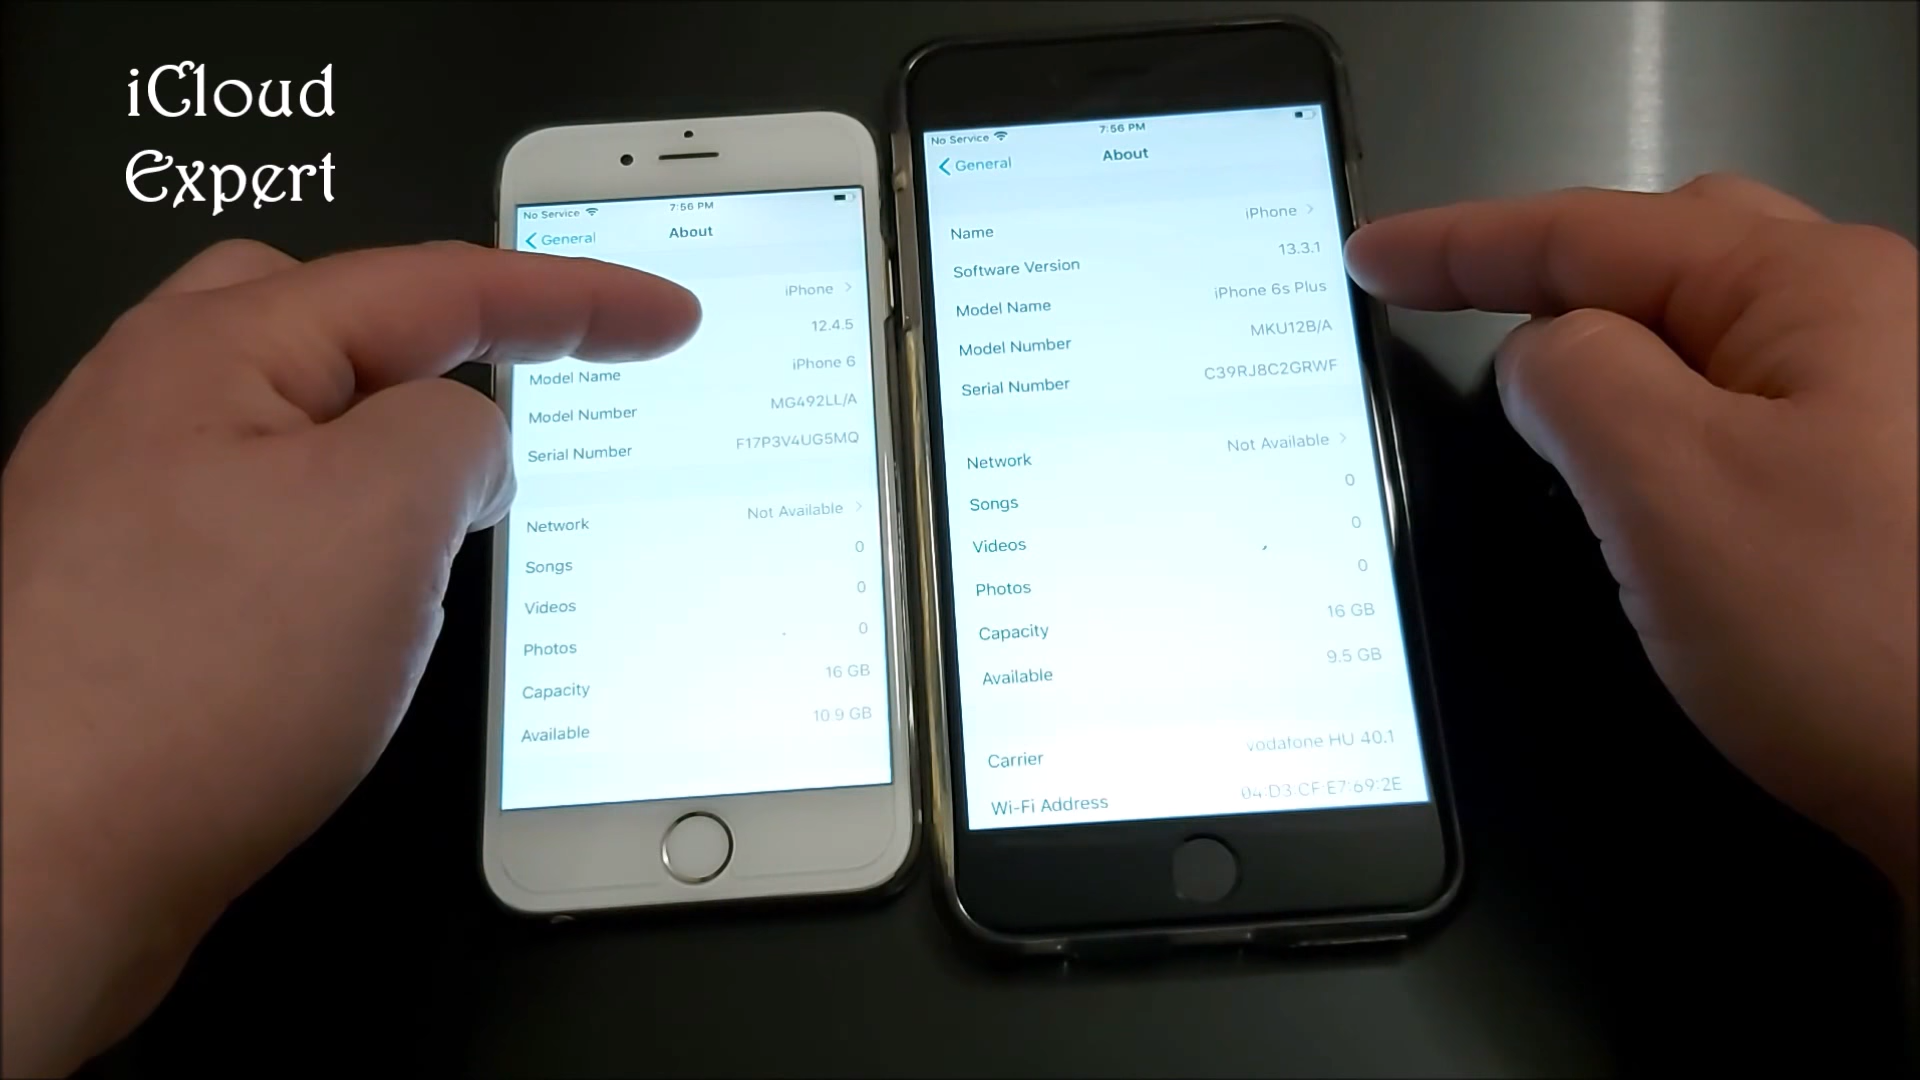 iCloud
Expert
No Service
7:56 PM
General
About
iPhone
12.4.5
Model Name iPhone 6
Model Number MG492LL/A
Serial Number F17P3V4UG5MQ
Network Not Available
Songs 0
Videos 0
Photos 0
Capacity 16 GB
Available 10.9 GB
No Service
7:56 PM
General
About
Name iPhone
Software Version 13.3.1
Model Name iPhone 6s Plus
Model Number MKU12B/A
Serial Number C39RJ8C2GRWF
Network Not Available
Songs 0
Videos 0
Photos 0
Capacity 16 GB
Available 9.5 GB
Carrier vodafone HU 40.1
Wi-Fi Address 04:D3:CF:E7:69:2E